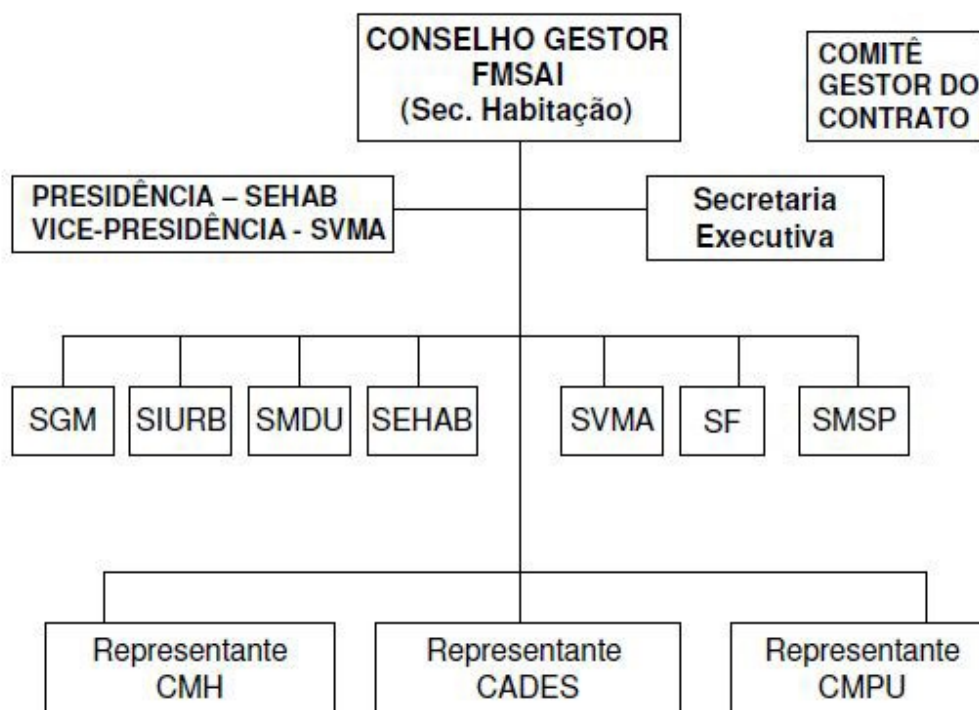 CONSELHO GESTOR
FMSAI
(Sec. Habitação)
COMITÊ
GESTOR DO
CONTRATO
PRESIDÊNCIA – SEHAB
VICE-PRESIDÊNCIA - SVMA
Secretaria
Executiva
SGM
SIURB
SMDU
SEHAB
SVMA
SF
SMSP
Representante
CMH
Representante
CADES
Representante
CMPU